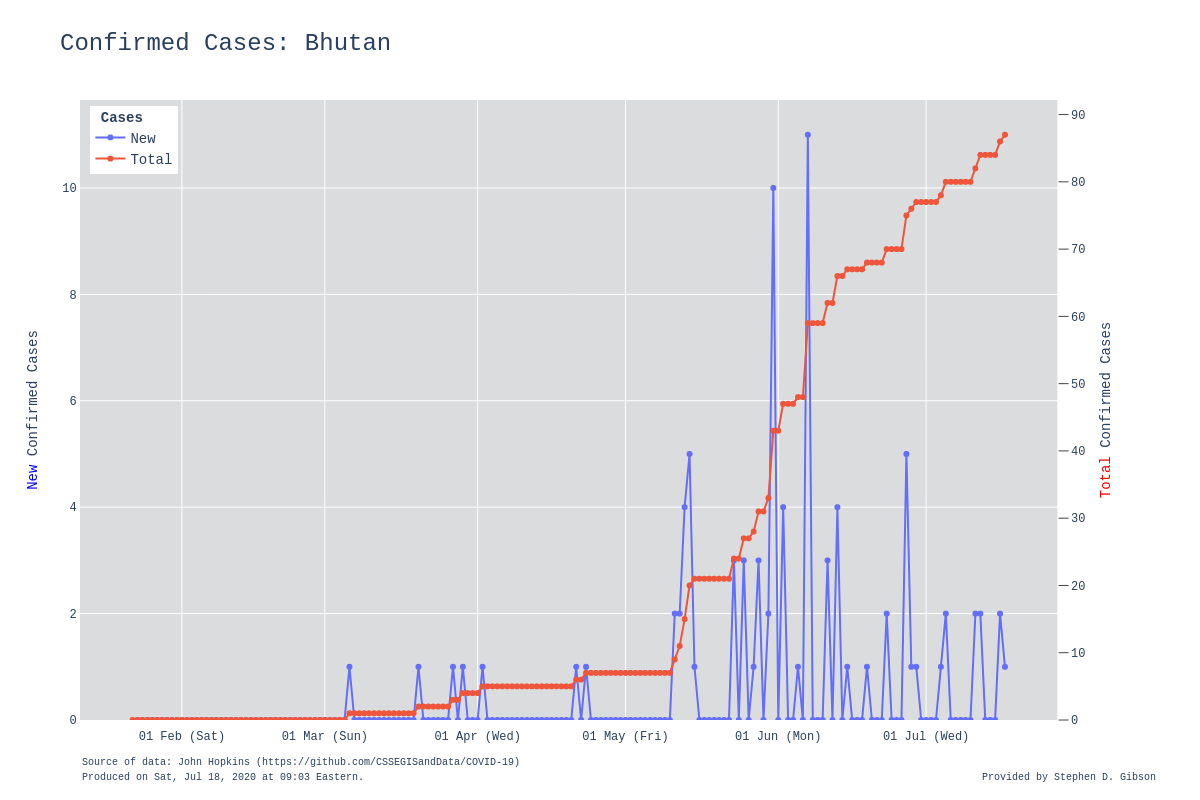 Confirmed Cases: Bhutan
Cases
New
Total
90
80
70
60
50
40
30
20
10
0
10
8
6
4
2
0
New Confirmed Cases
Total Confirmed Cases
01 Feb (Sat)
01 Mar (Sun)
01 Apr (Wed)
01 May (Fri)
01 Jun (Mon)
01 Jul (Wed)
Source of data: John Hopkins (https://github.com/CSSEGISandData/COVID-19)
Produced on Sat, Jul 18, 2020 at 09:03 Eastern.
Provided by Stephen D. Gibson